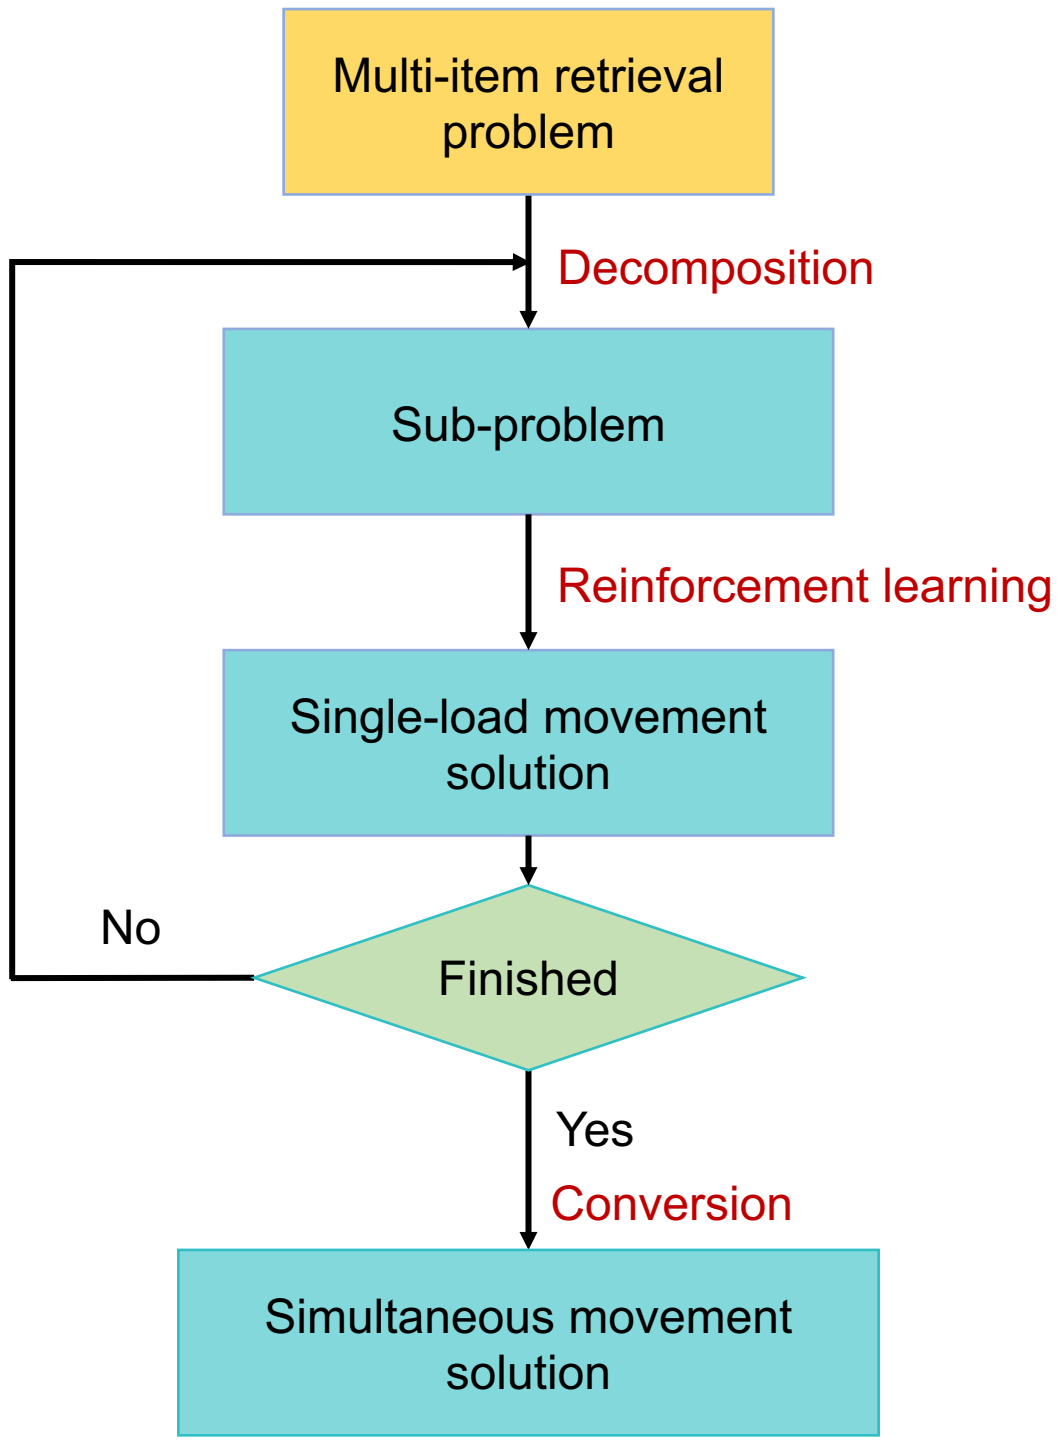 Multi-item retrieval
problem
Decomposition
Sub-problem
Reinforcement learning
Single-load movement
solution
No
Finished
Yes
Conversion
Simultaneous movement
solution